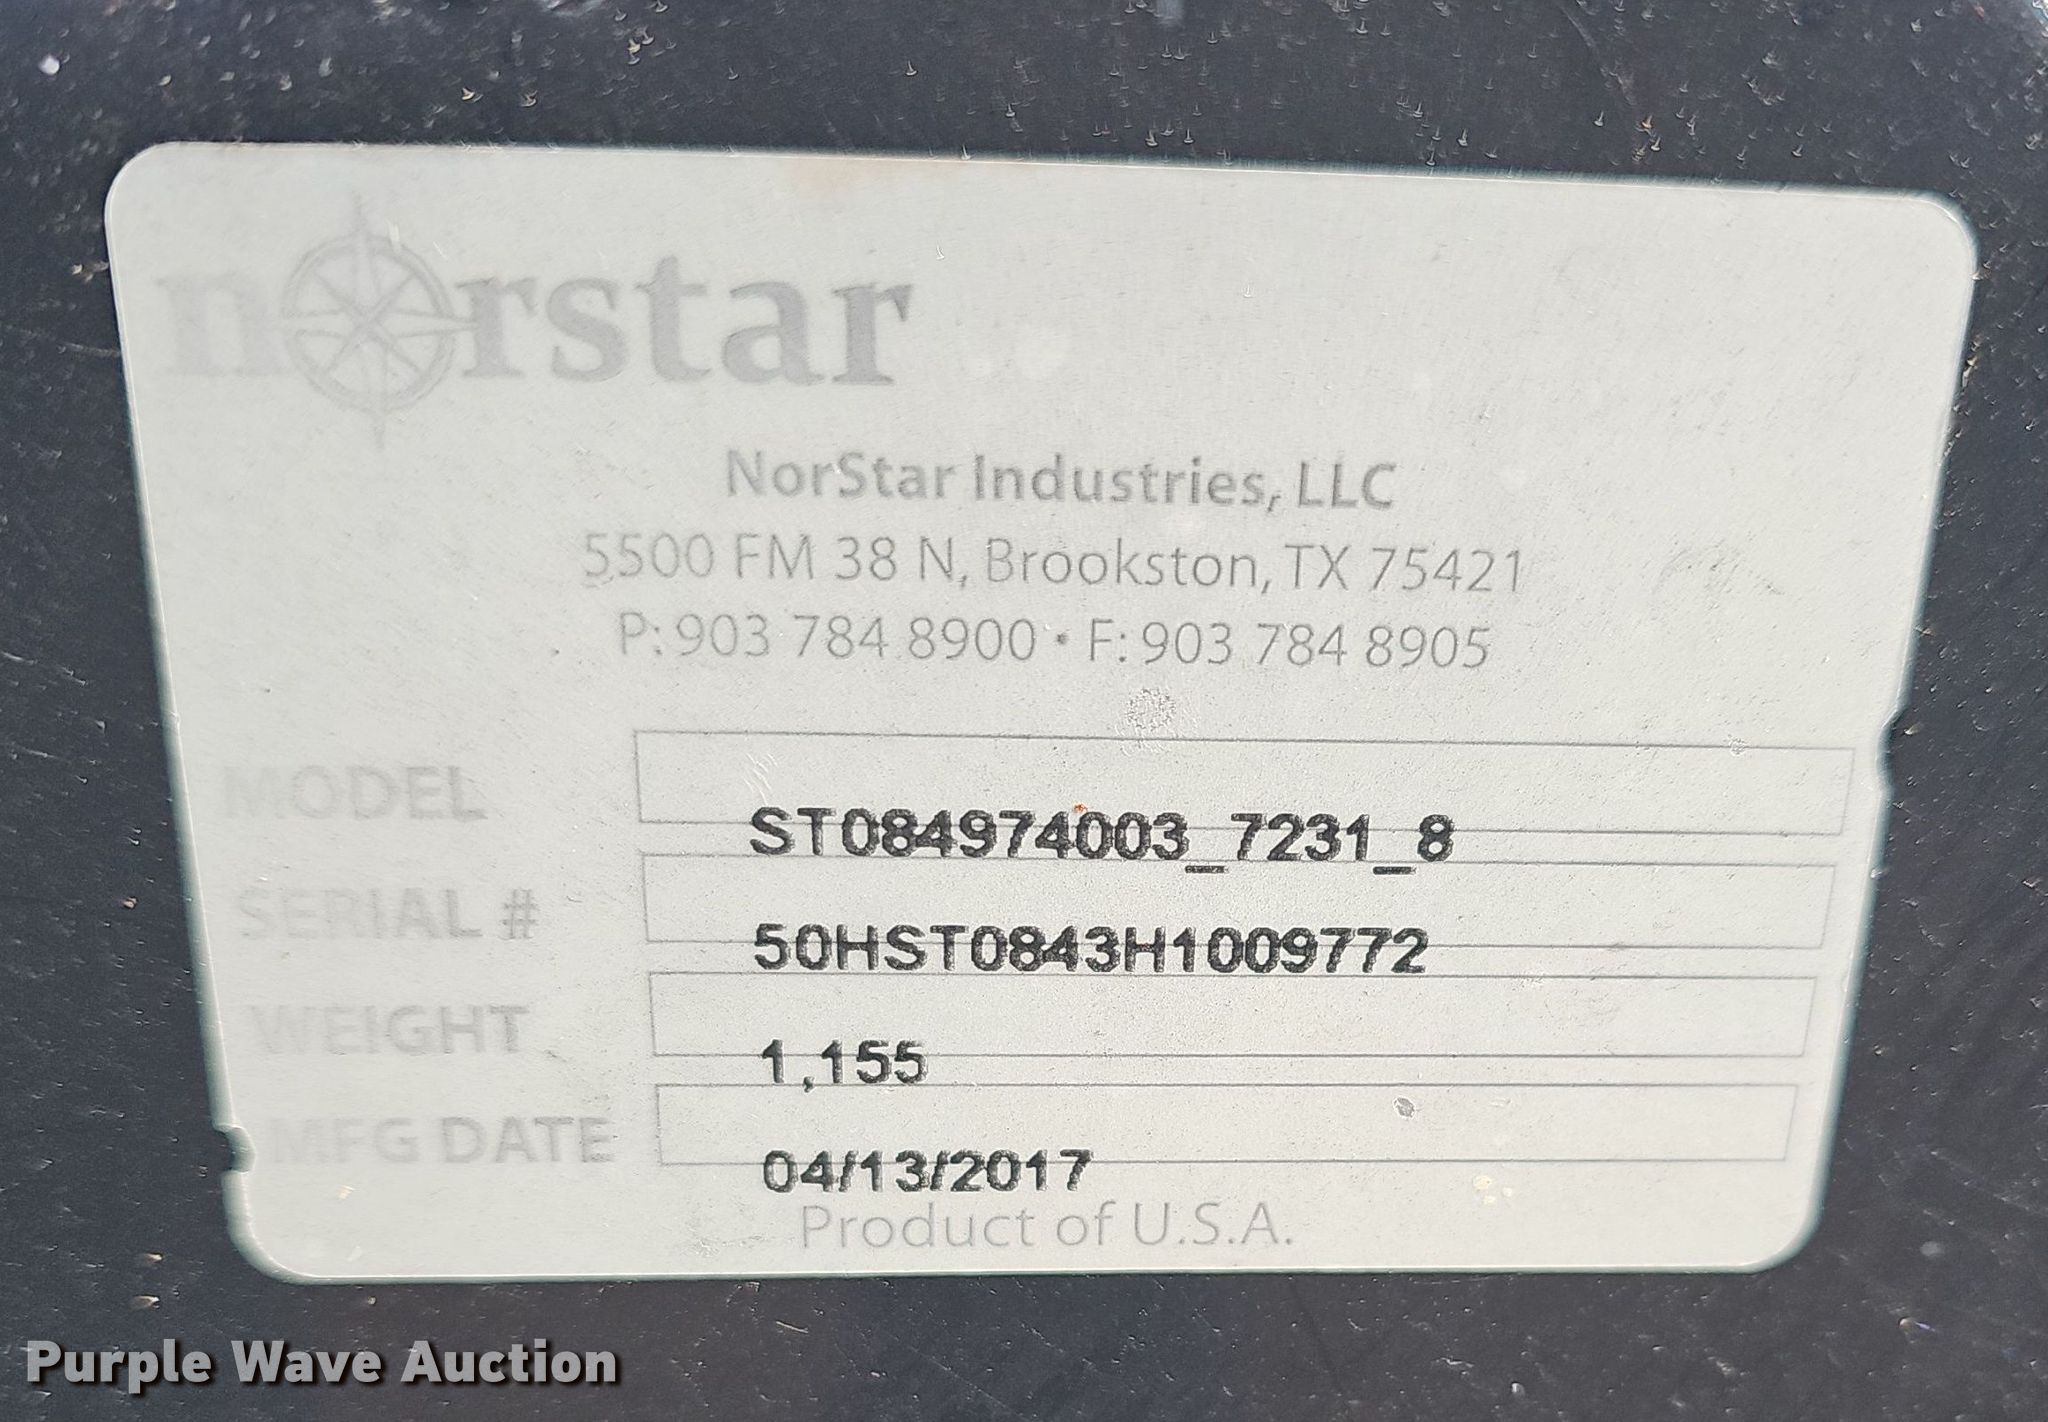 norstar
NorStar Industries, LLC
5500 FM 38 N, Brookston, TX 75421
P: 903 784 8900 • F: 903 784 8905
MODEL ST084974003_7231_8
SERIAL # 50HST0843H1009772
WEIGHT 1,155
MFG DATE 04/13/2017
Product of U.S.A.
Purple Wave Auction